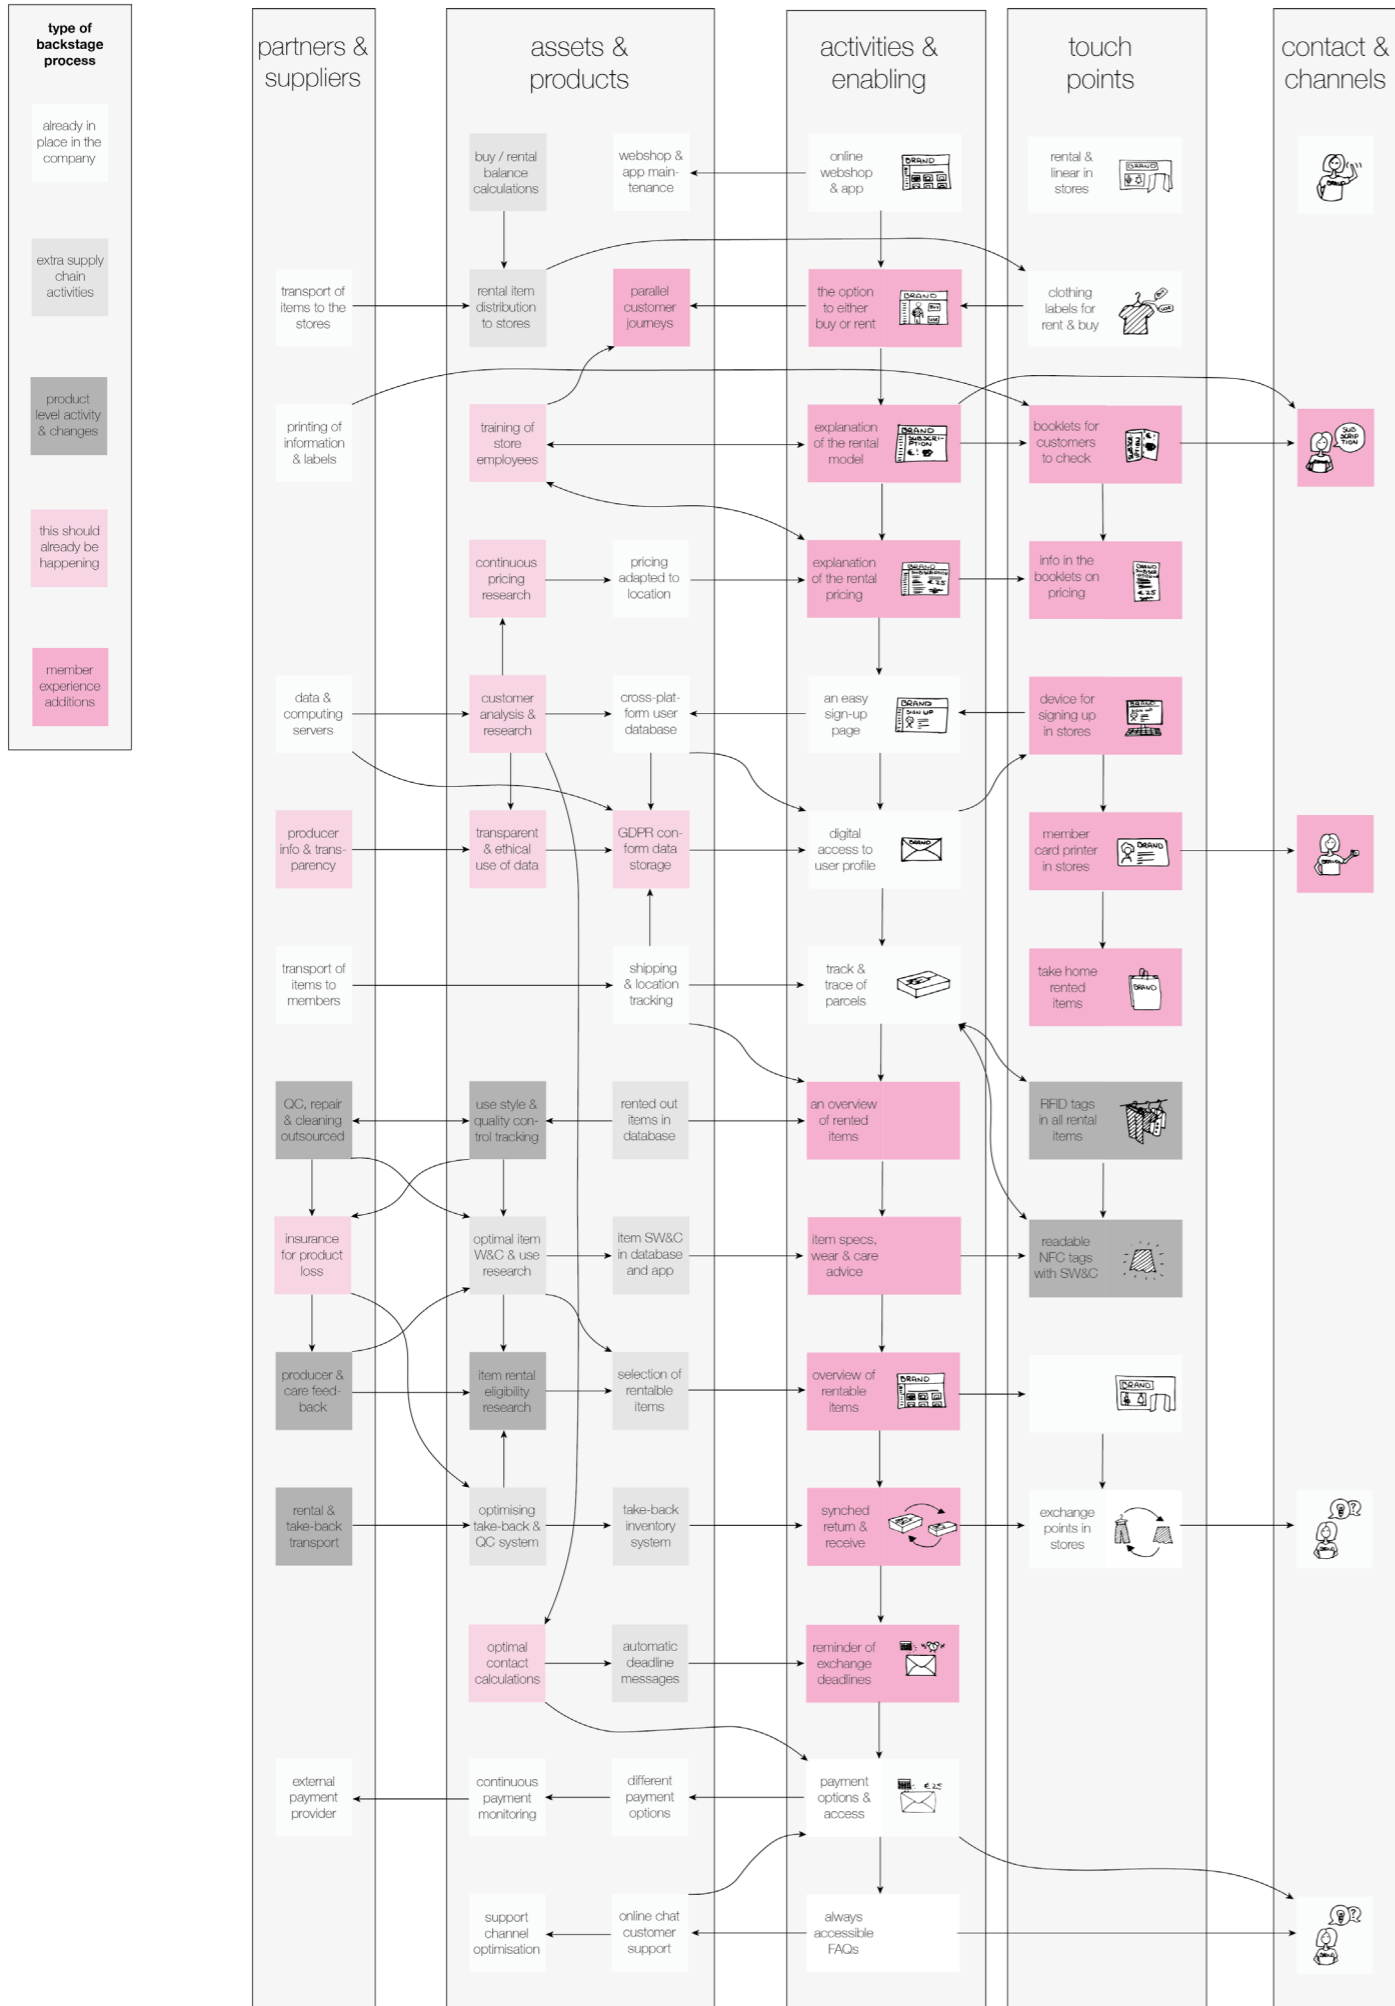 type of
backstage
process
already in
place in the
company
extra supply
chain
activities
product
level activity
& changes
this should
already be
happening
member
experience
additions
partners &
suppliers
assets &
products
activities &
enabling
touch
points
contact &
channels
buy / rental
balance
calculations
webshop &
app main-
tenance
online
webshop
& app
BRAND
rental &
linear in
stores
BRAND
transport of
items to the
stores
rental item
distribution
to stores
parallel
customer
journeys
the option
to either
buy or rent
BRAND
clothing
labels for
rent & buy
printing of
information
& labels
training of
store
employees
explanation
of the rental
model
BRAND
SUBSCRI-
PTION
booklets for
customers
to check
SUB
SCRIP
TION
continuous
pricing
research
pricing
adapted to
location
explanation
of the rental
pricing
BRAND
SUBSCRIPTION
€25
info in the
booklets on
pricing
BRAND
€25
data &
computing
servers
customer
analysis &
research
cross-plat-
form user
database
an easy
sign-up
page
BRAND
SIGN UP
device for
signing up
in stores
BRAND
SIGN UP
producer
info & trans-
parency
transparent
& ethical
use of data
GDPR con-
form data
storage
digital
access to
user profile
BRAND
member
card printer
in stores
BRAND
transport of
items to
members
shipping
& location
tracking
track &
trace of
parcels
take home
rented
items
BRAND
QC, repair
& cleaning
outsourced
use style &
quality con-
trol tracking
rented out
items in
database
an overview
of rented
items
RFID tags
in all rental
items
insurance
for product
loss
optimal item
W&C & use
research
item SW&C
in database
and app
item specs,
wear & care
advice
readable
NFC tags
with SW&C
producer &
care feed-
back
item rental
eligibility
research
selection of
rentalble
items
overview of
rentable
items
BRAND
BRAND
rental &
take-back
transport
optimising
take-back &
QC system
take-back
inventory
system
synched
return &
receive
exchange
points in
stores
optimal
contact
calculations
automatic
deadline
messages
reminder of
exchange
deadlines
external
payment
provider
continuous
payment
monitoring
different
payment
options
payment
options &
access
€25
support
channel
optimisation
online chat
customer
support
always
accessible
FAQs